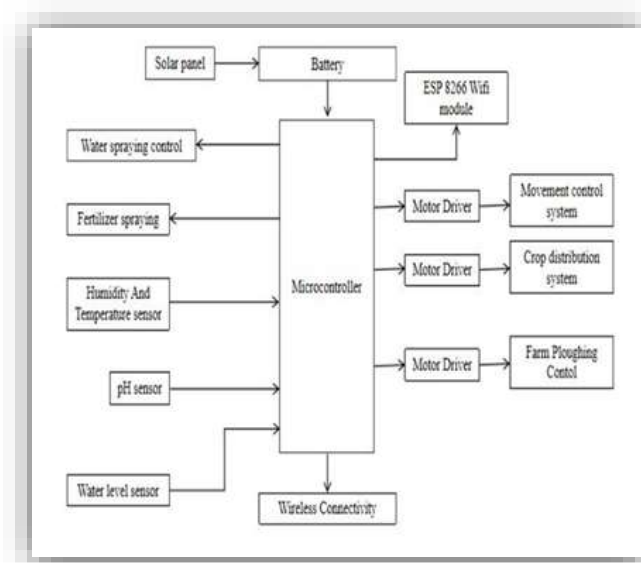 Solar panel
Battery
ESP 8266 Wifi
module
Water spraying control
Fertilizer spraying
Humidity And
Temperature sensor
pH sensor
Water level sensor
Microcontroller
Motor Driver
Movement control
system
Motor Driver
Crop distribution
system
Motor Driver
Farm Ploughing
Contol
Wireless Connectivity